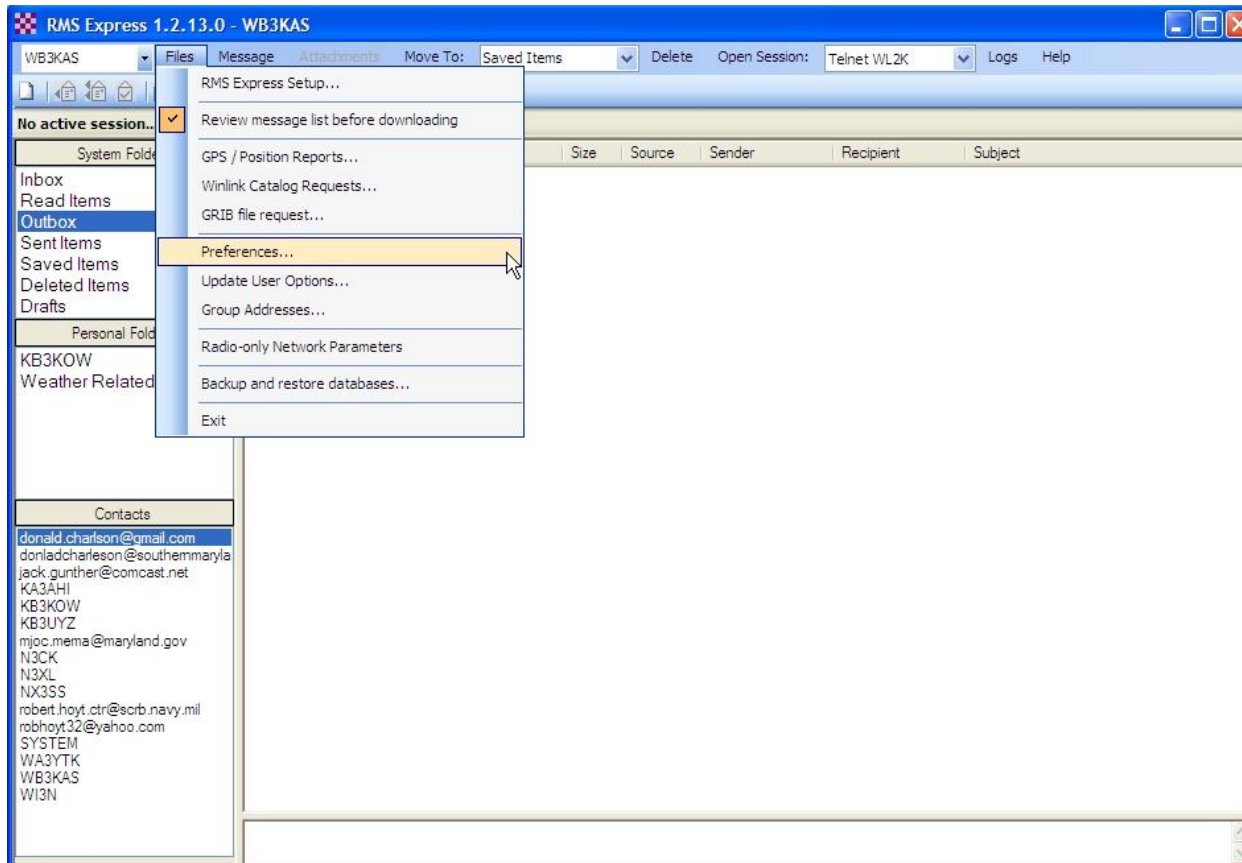 RMS Express 1.2.13.0 - WB3KAS
WB3KAS Files Message Attachments Move To: Saved Items Delete Open Session: Telnet WL2K Logs Help
RMS Express Setup...
Review message list before downloading
GPS / Position Reports...
Winlink Catalog Requests...
GRIB file request...
Preferences...
Update User Options...
Group Addresses...
Radio-only Network Parameters
Backup and restore databases...
Exit
No active session..
System Folde
Size Source Sender Recipient Subject
Inbox
Read Items
Outbox
Sent Items
Saved Items
Deleted Items
Drafts
Personal Fold
KB3KOW
Weather Related
Contacts
donald.charlson@gmail.com
donladcharleson@southernmaryla
jack.gunther@comcast.net
KA3AHI
KB3KOW
KB3UYZ
mjoc.mema@maryland.gov
N3CK
N3XL
NX3SS
robert.hoyt.ctr@scrb.navy.mil
robhoyt32@yahoo.com
SYSTEM
WA3YTK
WB3KAS
WI3N